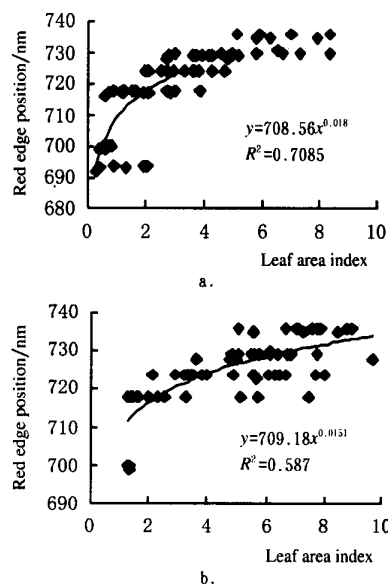 Red edge position/nm
740
730
720
710
700
690
680
0 2 4 6 8 10
y=708.56x^0.018
R²=0.7085
Leaf area index
a.
Red edge position/nm
740
730
720
710
700
690
0 2 4 6 8 10
y=709.18x^0.0151
R²=0.587
Leaf area index
b.